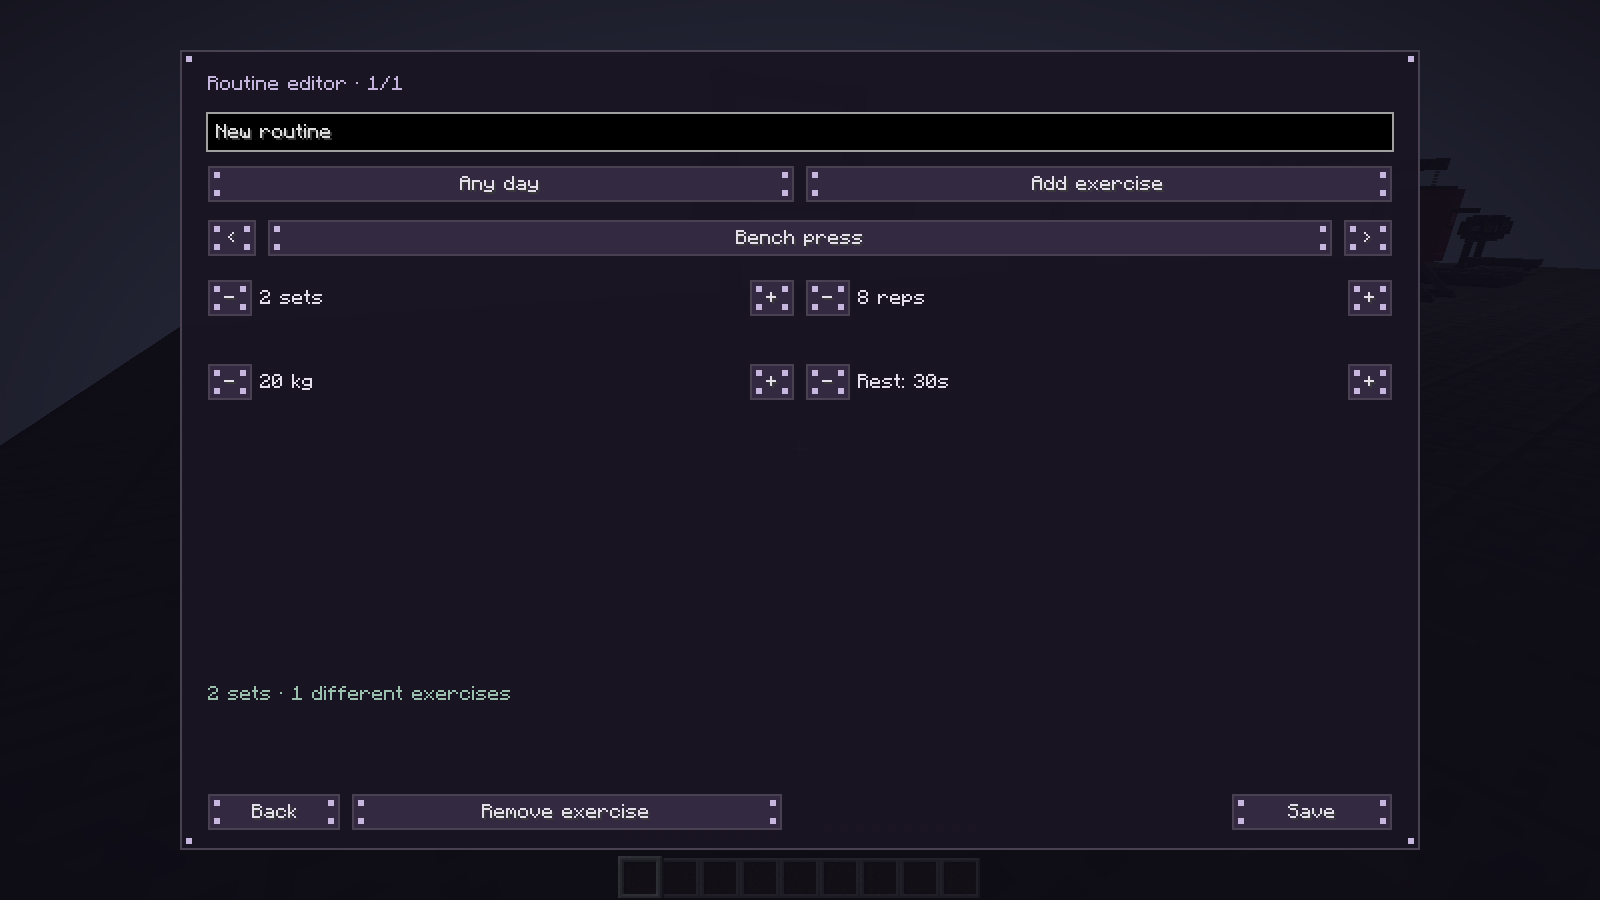 Routine editor · 1/1
New routine
Any day
Add exercise
<
Bench press
>
-
2 sets
+
-
8 reps
+
-
20 kg
+
-
Rest: 30s
+
2 sets · 1 different exercises
Back
Remove exercise
Save